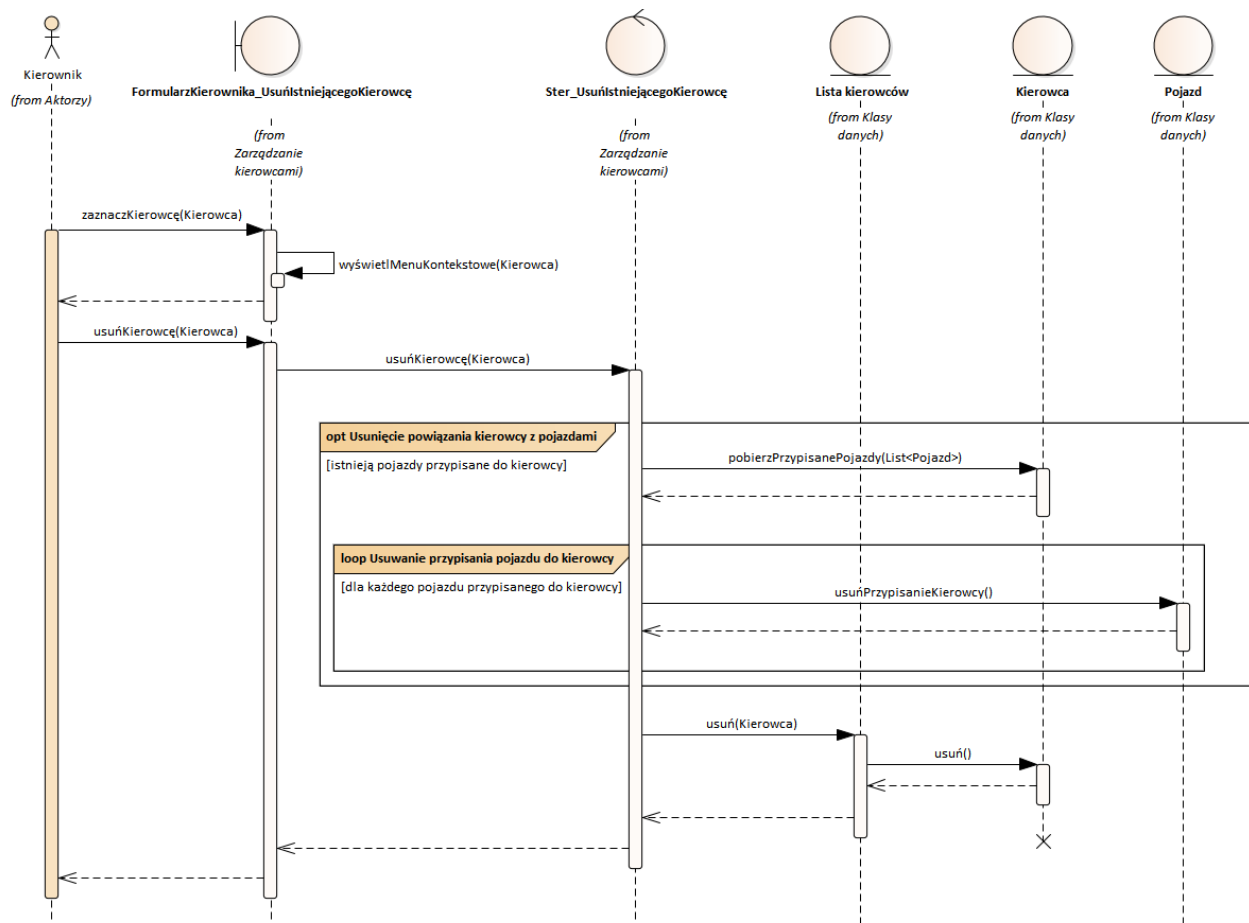 Kierownik
(from Aktorzy)
FormularzKierownika_UsuńIstniejącegoKierowcę
(from
Zarządzanie
kierowcami)
Ster_UsuńIstniejącegoKierowcę
(from
Zarządzanie
kierowcami)
Lista kierowców
(from Klasy
danych)
Kierowca
(from Klasy
danych)
Pojazd
(from Klasy
danych)
zaznaczKierowcę(Kierowca)
wyświetlMenuKontekstowe(Kierowca)
usuńKierowcę(Kierowca)
usuńKierowcę(Kierowca)
opt Usunięcie powiązania kierowcy z pojazdami
[istnieją pojazdy przypisane do kierowcy]
pobierzPrzypisanePojazdy(List<Pojazd>)
loop Usuwanie przypisania pojazdu do kierowcy
[dla każdego pojazdu przypisanego do kierowcy]
usuńPrzypisanieKierowcy()
usuń(Kierowca)
usuń()